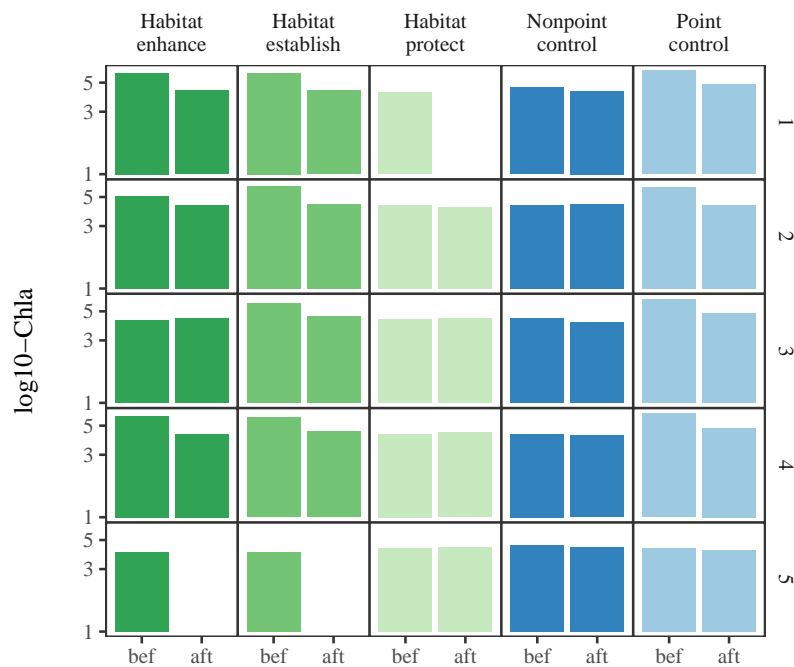 Habitat enhance
Habitat establish
Habitat protect
Nonpoint control
Point control
log10−Chla
5
3
1
1
5
3
1
2
5
3
1
3
5
3
1
4
5
3
1
5
bef aft bef aft bef aft bef aft bef aft